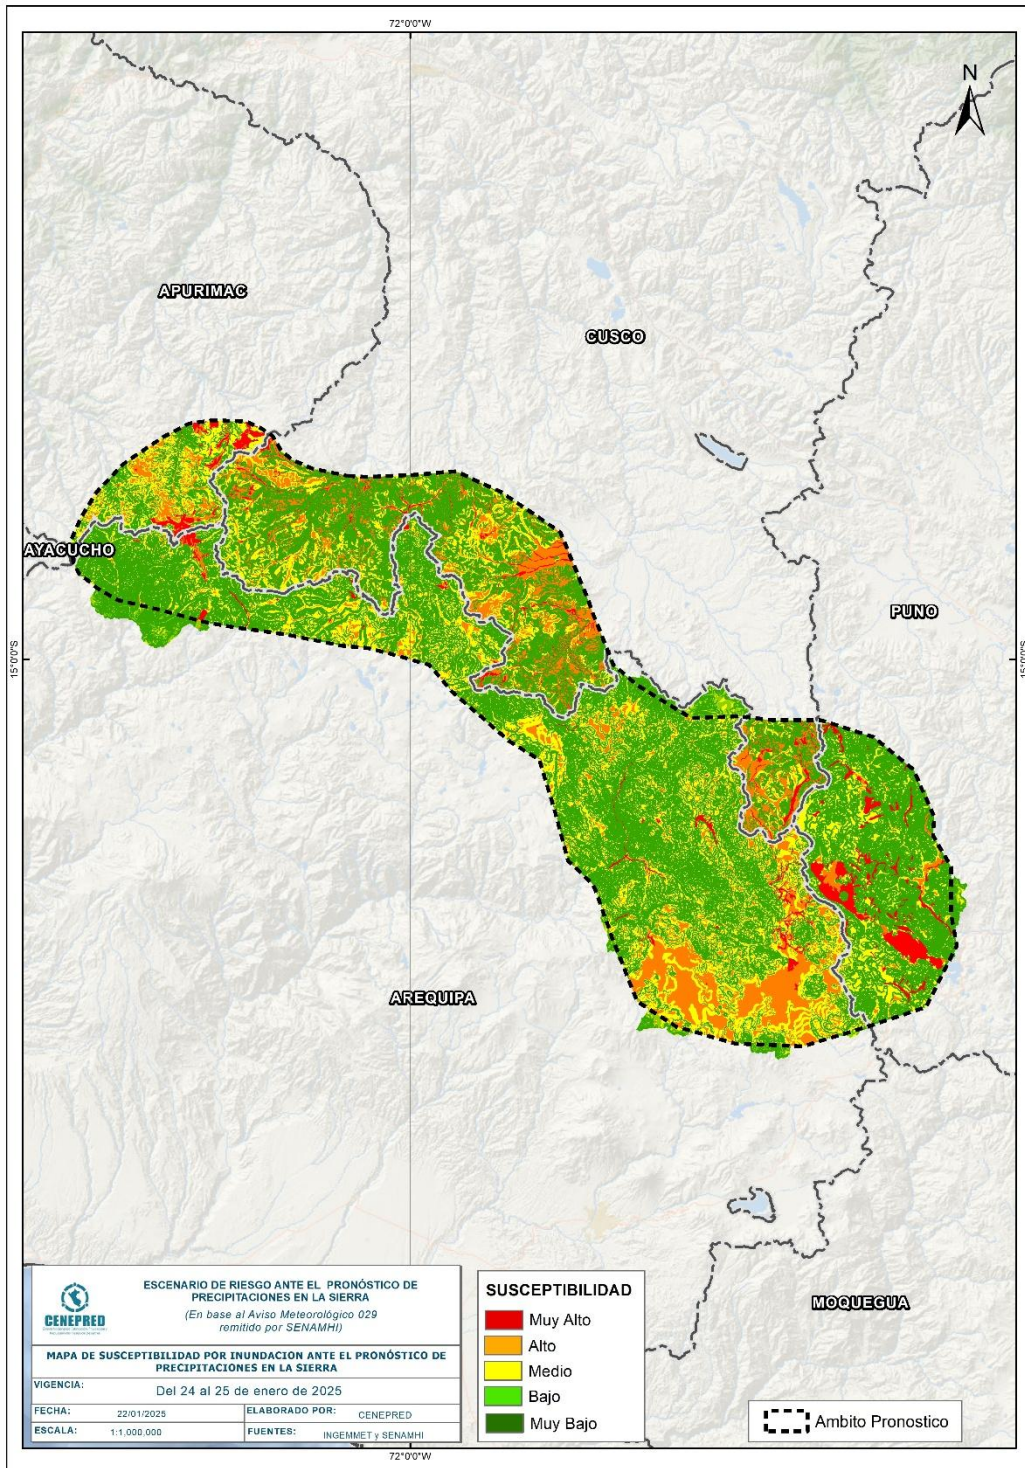 72°0'0"W
N
APURIMAC
CUSCO
AYACUCHO
PUNO
15°0'0"S
15°0'0"S
AREQUIPA
MOQUEGUA
CENEPRED
ESCENARIO DE RIESGO ANTE EL PRONÓSTICO DE
PRECIPITACIONES EN LA SIERRA
(En base al Aviso Meteorológico 029
remitido por SENAMHI)
MAPA DE SUSCEPTIBILIDAD POR INUNDACIÓN ANTE EL PRONÓSTICO DE
PRECIPITACIONES EN LA SIERRA
VIGENCIA: Del 24 al 25 de enero de 2025
FECHA: 22/01/2025 ELABORADO POR: CENEPRED
ESCALA: 1:1,000,000 FUENTES: INGEMMET y SENAMHI
SUSCEPTIBILIDAD
Muy Alto
Alto
Medio
Bajo
Muy Bajo
Ambito Pronostico
72°0'0"W